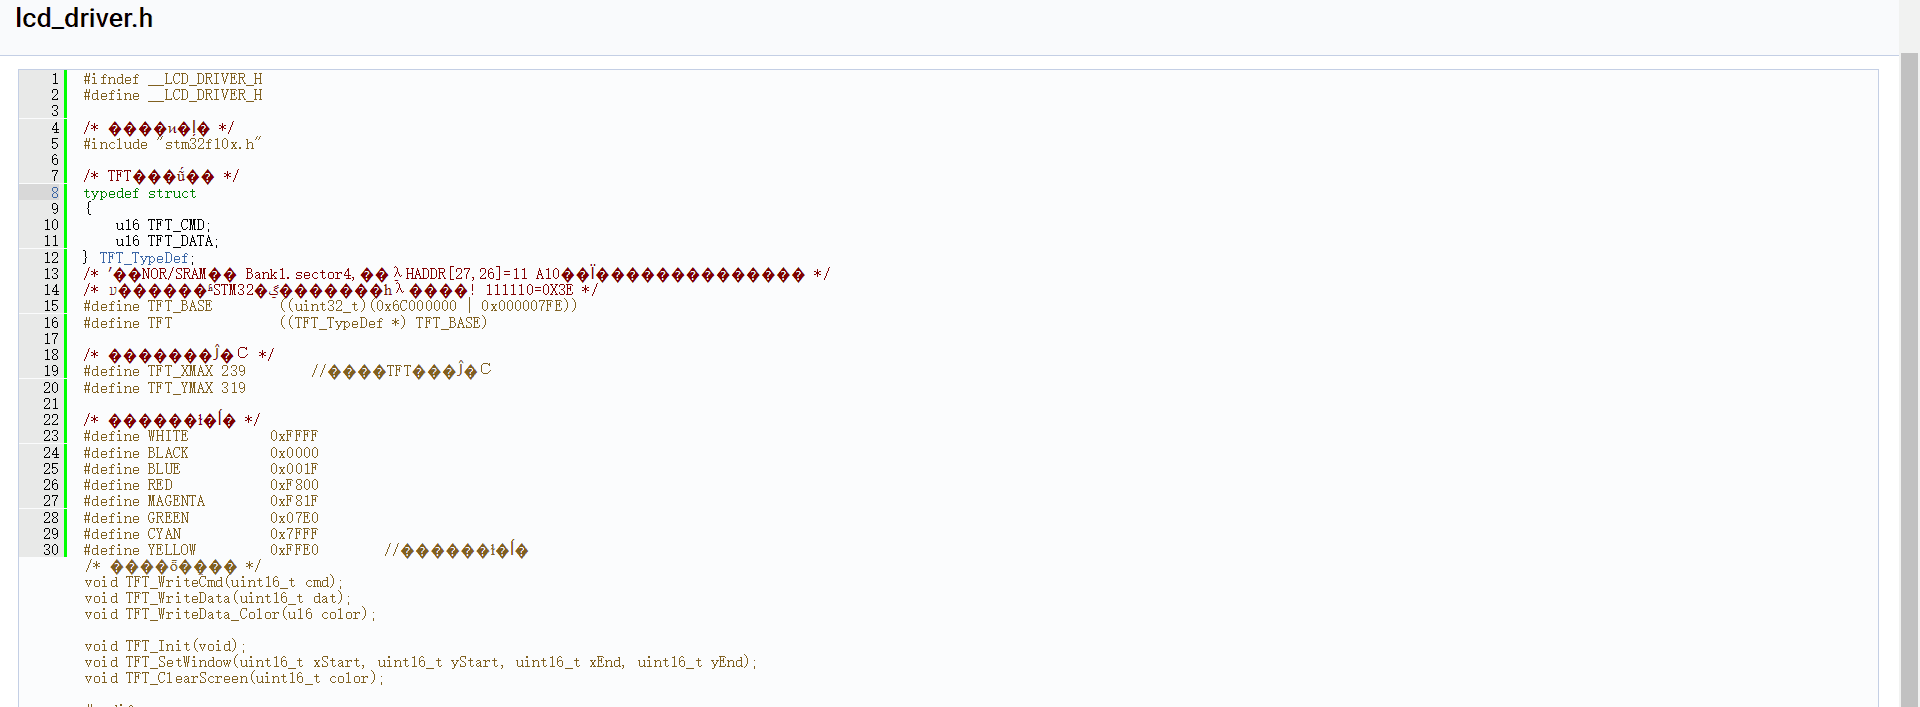 lcd_driver.h
1 #ifndef __LCD_DRIVER_H
2 #define __LCD_DRIVER_H
3
4 /* ����и�ļ� */
5 #include "stm32f10x.h"
6
7 /* TFT���ű�� */
8 typedef struct
9 {
10 u16 TFT_CMD;
11 u16 TFT_DATA;
12 } TFT_TypeDef;
13 /* ��NOR/SRAM�� Bank1.sector4,�� HADDR[27,26]=11 A10��������������������� */
14 /* ������STM32��������� ����! 111110=0X3E */
15 #define TFT_BASE ((uint32_t)(0x6C000000 | 0x000007FE))
16 #define TFT ((TFT_TypeDef *) TFT_BASE)
17
18 /* �������Ĵ�С */
19 #define TFT_XMAX 239 //����TFT���Ĵ�С
20 #define TFT_YMAX 319
21
22 /* ������ɫ� */
23 #define WHITE 0xFFFF
24 #define BLACK 0x0000
25 #define BLUE 0x001F
26 #define RED 0xF800
27 #define MAGENTA 0xF81F
28 #define GREEN 0x07E0
29 #define CYAN 0x7FFF
30 #define YELLOW 0xFFE0 //������
/* ���� */
void TFT_WriteCmd(uint16_t cmd);
void TFT_WriteData(uint16_t dat);
void TFT_WriteData_Color(u16 color);
void TFT_Init(void);
void TFT_SetWindow(uint16_t xStart, uint16_t yStart, uint16_t xEnd, uint16_t yEnd);
void TFT_ClearScreen(uint16_t color);